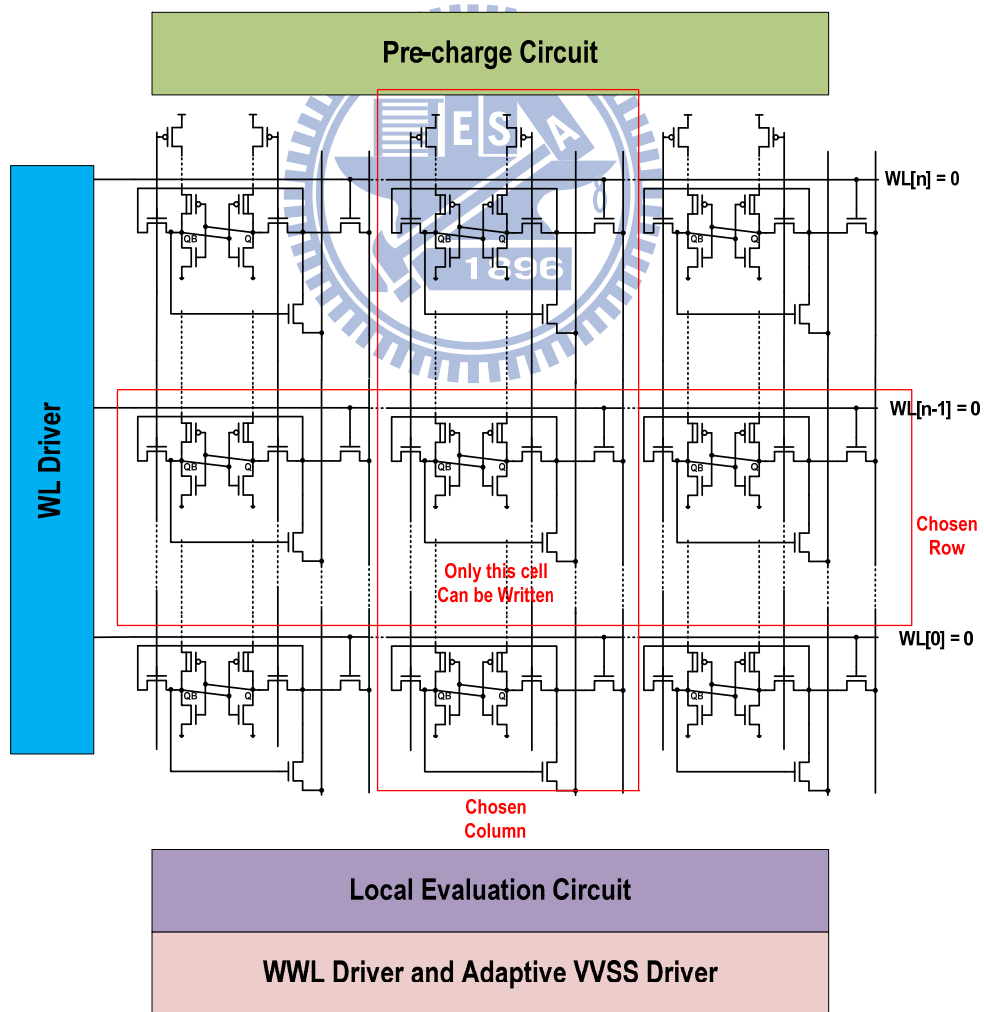 Pre-charge Circuit
E S A
8
1896
WL Driver
WL[n] = 0
QB Q
QB Q
QB Q
WL[n-1] = 0
QB Q
QB Q
QB Q
Chosen
Row
Only this cell
Can be Written
WL[0] = 0
QB Q
QB Q
QB Q
Chosen
Column
Local Evaluation Circuit
WWL Driver and Adaptive VVSS Driver